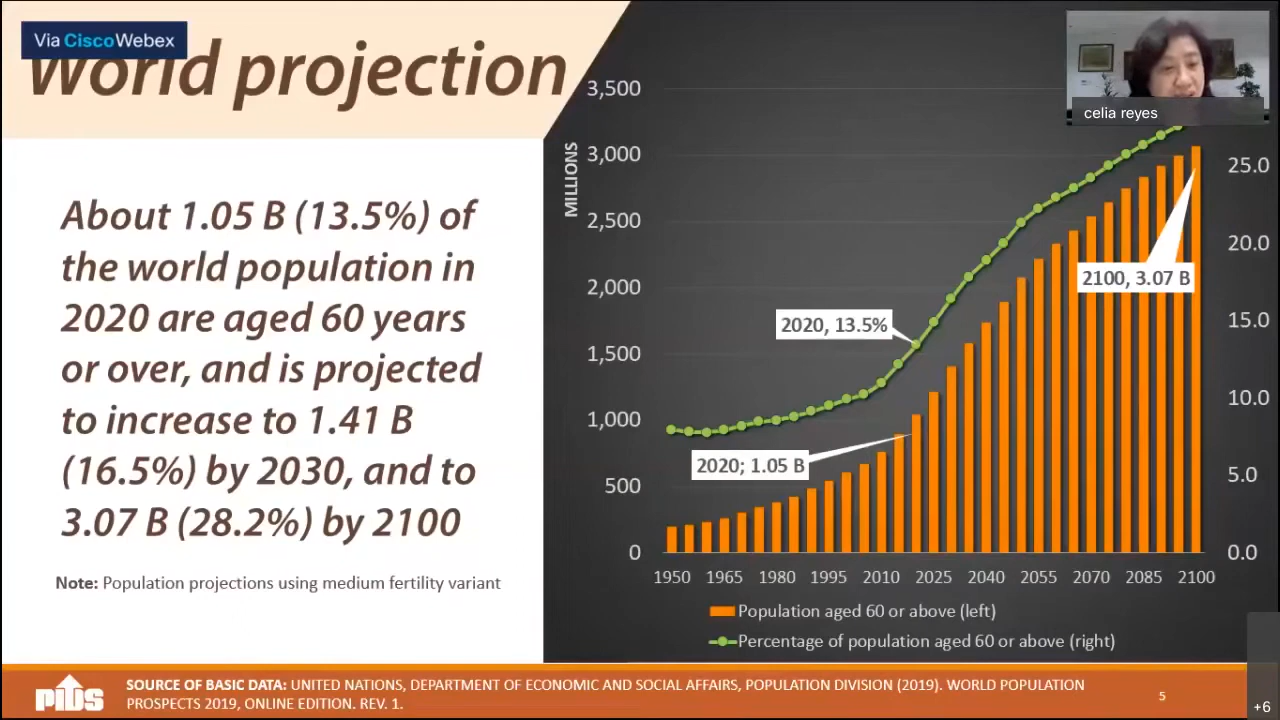 Via Cisco Webex
World projection
About 1.05 B (13.5%) of
the world population in
2020 are aged 60 years
or over, and is projected
to increase to 1.41 B
(16.5%) by 2030, and to
3.07 B (28.2%) by 2100
Note: Population projections using medium fertility variant
celia reyes
MILLIONS
3,500
3,000
2,500
2,000
1,500
1,000
500
0
25.0
20.0
15.0
10.0
5.0
0.0
2100, 3.07 B
2020, 13.5%
2020; 1.05 B
1950 1965 1980 1995 2010 2025 2040 2055 2070 2085 2100
Population aged 60 or above (left)
Percentage of population aged 60 or above (right)
PIDS
SOURCE OF BASIC DATA: UNITED NATIONS, DEPARTMENT OF ECONOMIC AND SOCIAL AFFAIRS, POPULATION DIVISION (2019). WORLD POPULATION
PROSPECTS 2019, ONLINE EDITION. REV. 1.
5
+6